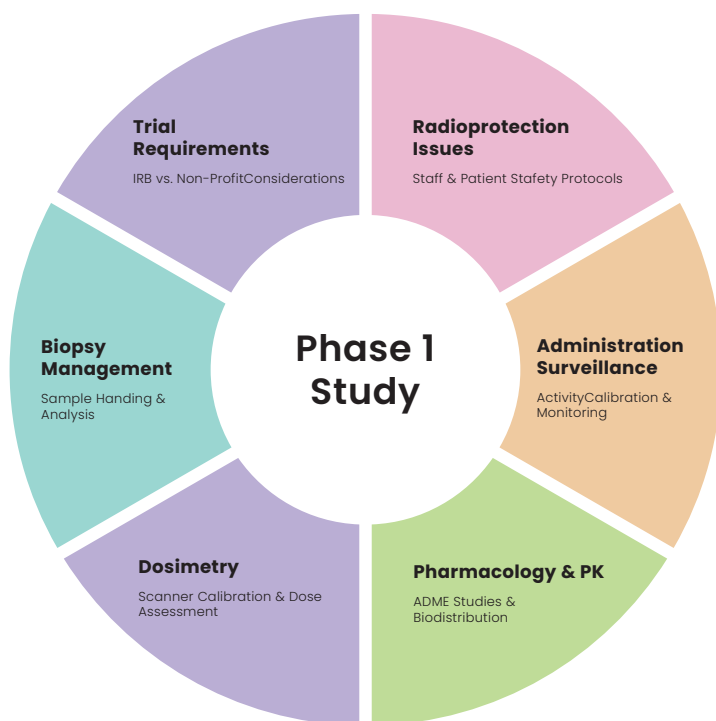 Trial
Requirements
IRB vs. Non-ProfitConsiderations
Radioprotection
Issues
Staff & Patient Stafety Protocols
Biopsy
Management
Sample Handing &
Analysis
Phase 1
Study
Administration
Surveillance
ActivityCalibration &
Monitoring
Dosimetry
Scanner Calibration & Dose
Assessment
Pharmacology & PK
ADME Studies &
Biodistribution